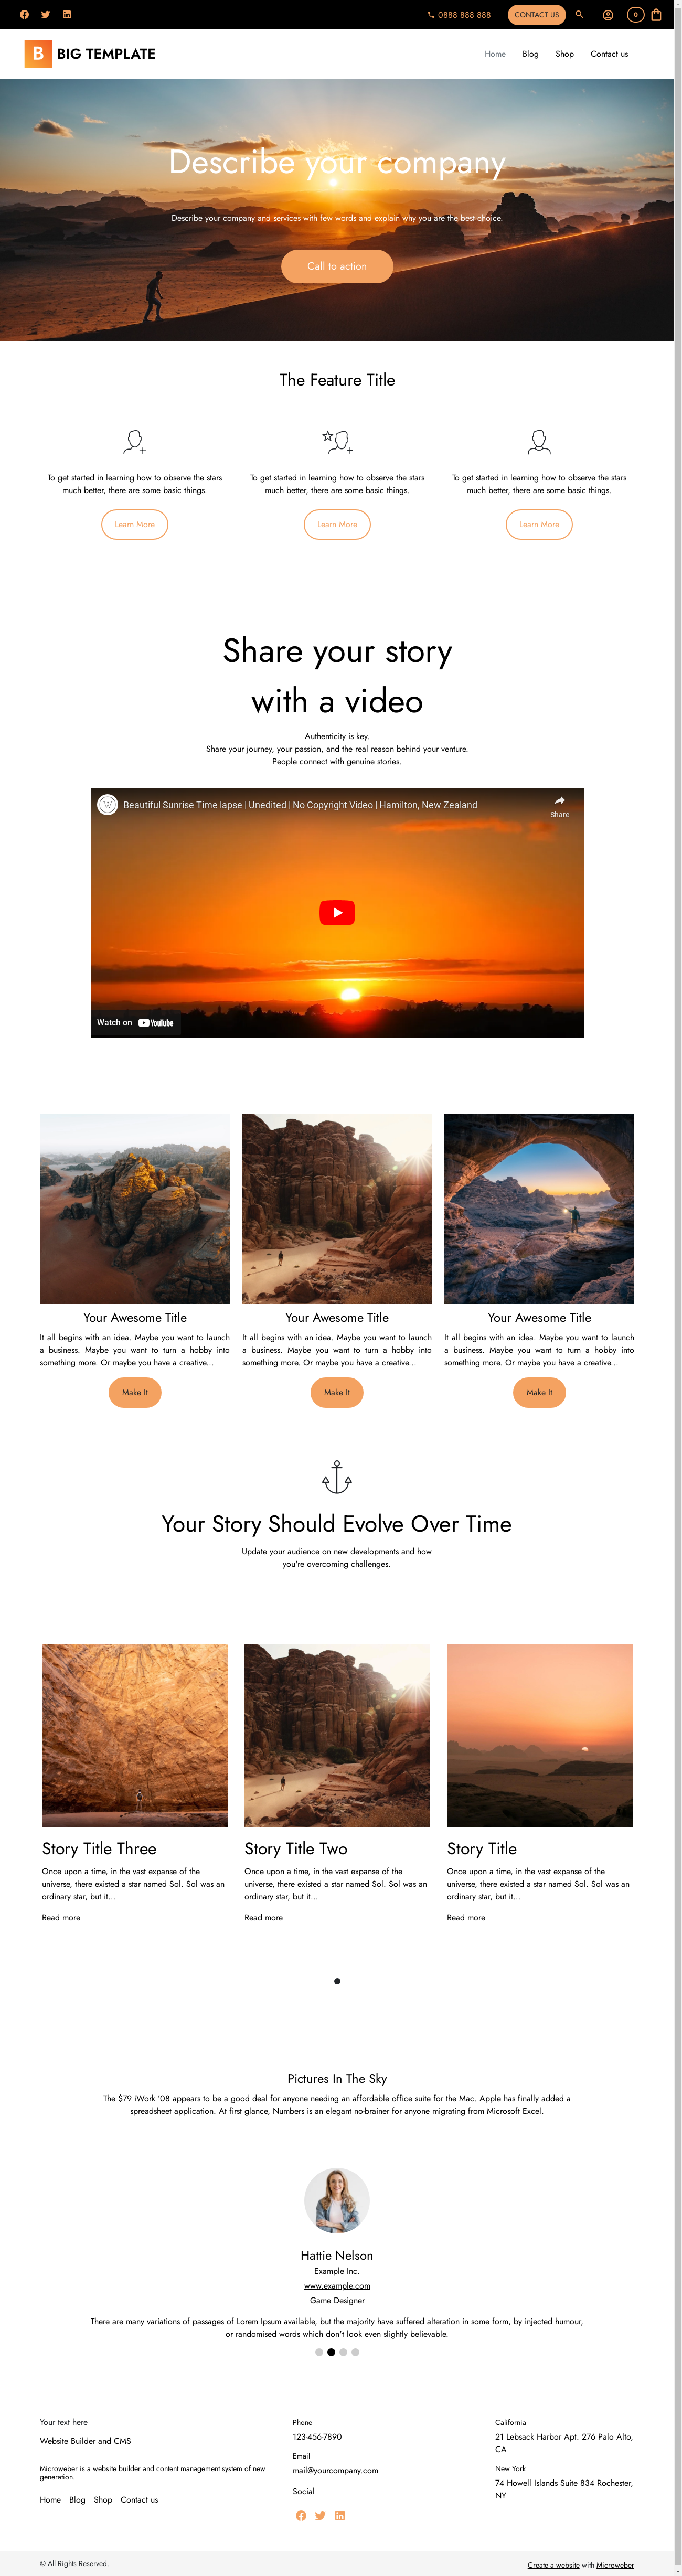 0888 888 888
CONTACT US
0
B BIG TEMPLATE
Home Blog Shop Contact us
Describe your company
Describe your company and services with few words and explain why you are the best choice.
Call to action
The Feature Title
To get started in learning how to observe the stars
much better, there are some basic things.
Learn More
To get started in learning how to observe the stars
much better, there are some basic things.
Learn More
To get started in learning how to observe the stars
much better, there are some basic things.
Learn More
Share your story
with a video
Authenticity is key.
Share your journey, your passion, and the real reason behind your venture.
People connect with genuine stories.
W
Beautiful Sunrise Time lapse | Unedited | No Copyright Video | Hamilton, New Zealand
Share
Watch on YouTube
Your Awesome Title
It all begins with an idea. Maybe you want to launch
a business. Maybe you want to turn a hobby into
something more. Or maybe you have a creative...
Make It
Your Awesome Title
It all begins with an idea. Maybe you want to launch
a business. Maybe you want to turn a hobby into
something more. Or maybe you have a creative...
Make It
Your Awesome Title
It all begins with an idea. Maybe you want to launch
a business. Maybe you want to turn a hobby into
something more. Or maybe you have a creative...
Make It
Your Story Should Evolve Over Time
Update your audience on new developments and how
you're overcoming challenges.
Story Title Three
Once upon a time, in the vast expanse of the
universe, there existed a star named Sol. Sol was an
ordinary star, but it...
Read more
Story Title Two
Once upon a time, in the vast expanse of the
universe, there existed a star named Sol. Sol was an
ordinary star, but it...
Read more
Story Title
Once upon a time, in the vast expanse of the
universe, there existed a star named Sol. Sol was an
ordinary star, but it...
Read more
Pictures In The Sky
The $79 iWork '08 appears to be a good deal for anyone needing an affordable office suite for the Mac. Apple has finally added a
spreadsheet application. At first glance, Numbers is an elegant no-brainer for anyone migrating from Microsoft Excel.
Hattie Nelson
Example Inc.
www.example.com
Game Designer
There are many variations of passages of Lorem Ipsum available, but the majority have suffered alteration in some form, by injected humour,
or randomised words which don't look even slightly believable.
Your text here
Website Builder and CMS
Microweber is a website builder and content management system of new
generation.
Home Blog Shop Contact us
Phone
123-456-7890
Email
mail@yourcompany.com
Social
California
21 Lebsack Harbor Apt. 276 Palo Alto,
CA
New York
74 Howell Islands Suite 834 Rochester,
NY
© All Rights Reserved.
Create a website with Microweber